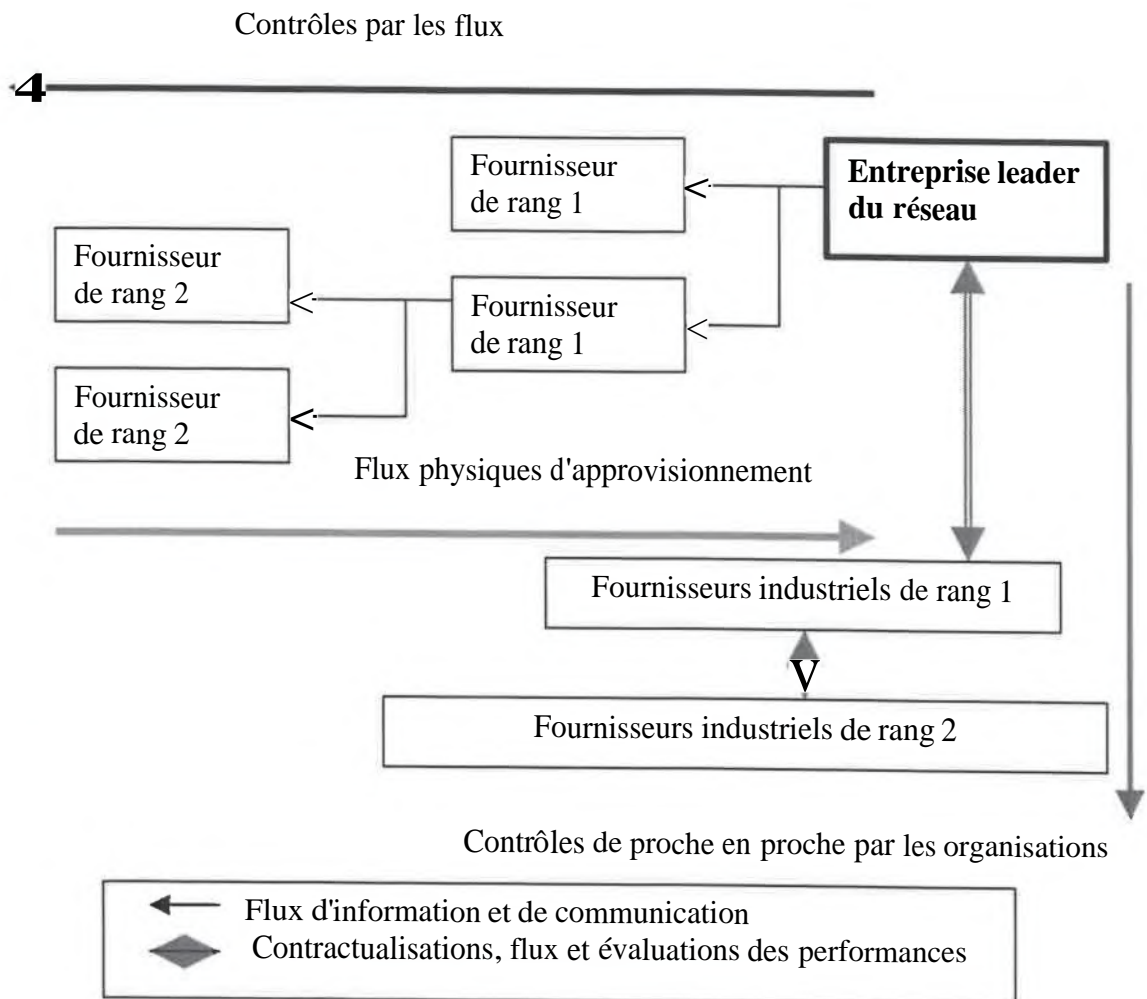 Contrôles par les flux
4
Fournisseur
de rang 1
Entreprise leader
du réseau
Fournisseur
de rang 2
Fournisseur
de rang 1
Fournisseur
de rang 2
Flux physiques d'approvisionnement
Fournisseurs industriels de rang 1
V
Fournisseurs industriels de rang 2
Contrôles de proche en proche par les organisations
Flux d'information et de communication
Contractualisations, flux et évaluations des performances